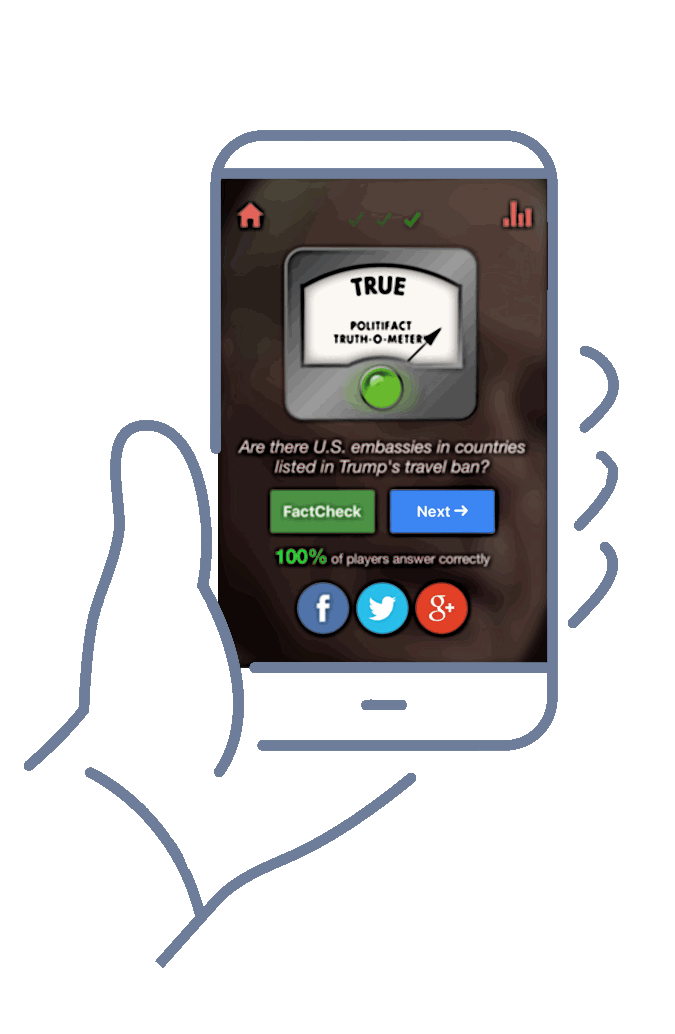 TRUE
POLITIFACT
TRUTH-O-METER
Are there U.S. embassies in countries
listed in Trump's travel ban?
FactCheck Next →
100% of players answer correctly
f g+